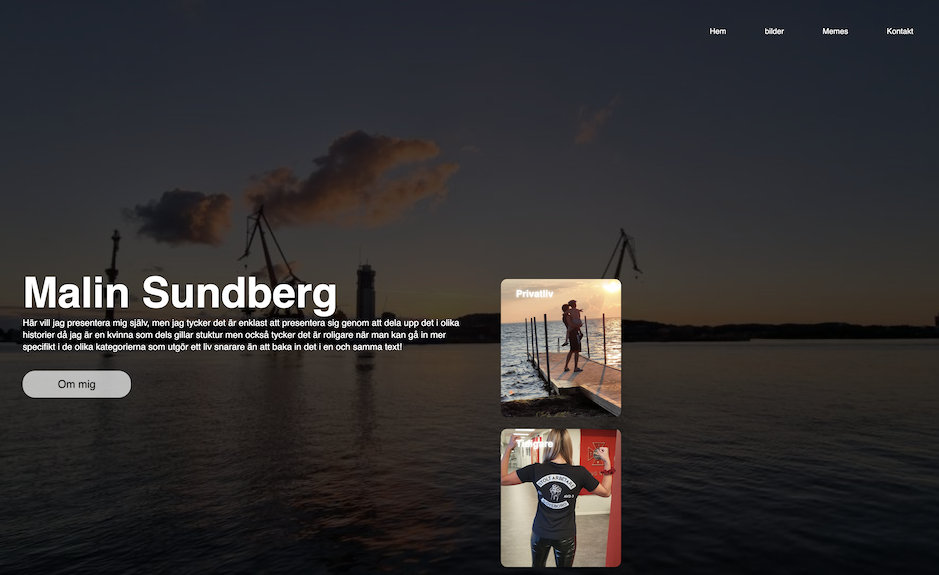 Hem bilder Memes Kontakt
Malin Sundberg
Här vill jag presentera mig själv, men jag tycker det är enklast att presentera sig genom att dela upp det i olika
historier då jag är en kvinna som dels gillar stuktur men också tycker det är roligare när man kan gå in mer
specifikt i de olika kategorierna som utgör ett liv snarare än att baka in det i en och samma text!
Om mig
Privatliv
Tidigare